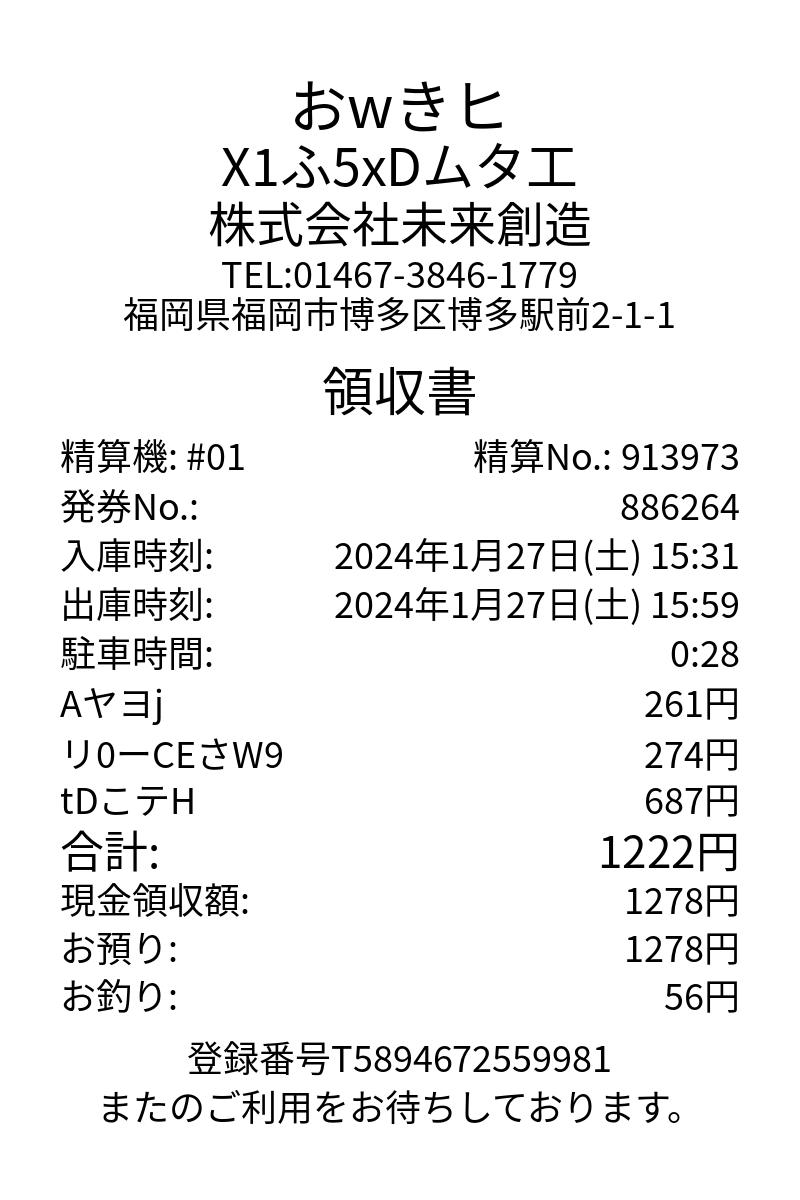 おwきヒ
X1ふ5xDムタ工
株式会社未来創造
TEL:01467-3846-1779
福岡県福岡市博多区博多駅前2-1-1
領収書
精算機: #01 精算No.: 913973
発券No.: 886264
入庫時刻: 2024年1月27日(土) 15:31
出庫時刻: 2024年1月27日(土) 15:59
駐車時間: 0:28
Aヤヨj 261円
リ0ーCEさW9 274円
tDこテH 687円
合計: 1222円
現金領収額: 1278円
お預り: 1278円
お釣り: 56円
登録番号T5894672559981
またのご利用をお待ちしております。